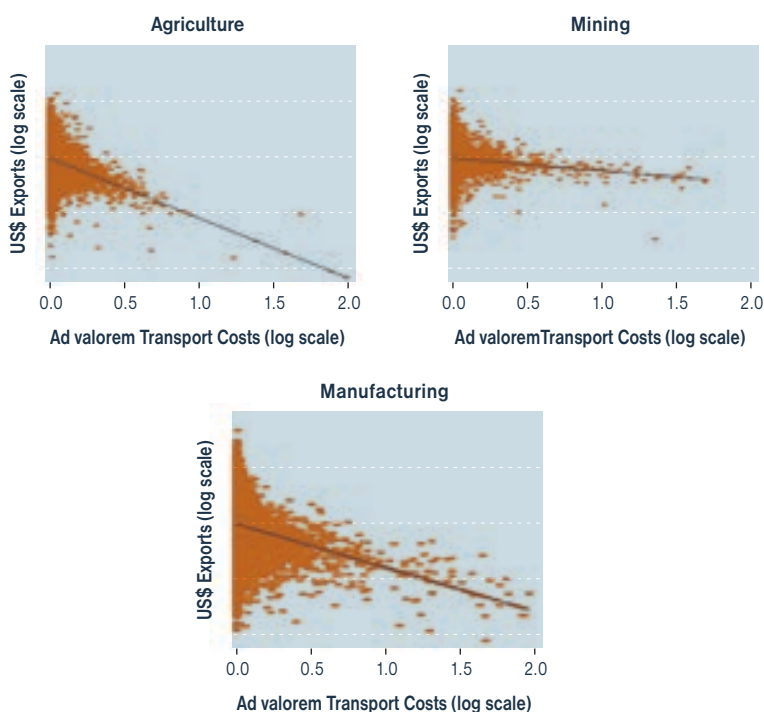 Agriculture
US$ Exports (log scale)
0.0 0.5 1.0 1.5 2.0
Ad valorem Transport Costs (log scale)
Mining
US$ Exports (log scale)
0.0 0.5 1.0 1.5 2.0
Ad valoremTransport Costs (log scale)
Manufacturing
US$ Exports (log scale)
0.0 0.5 1.0 1.5 2.0
Ad valorem Transport Costs (log scale)